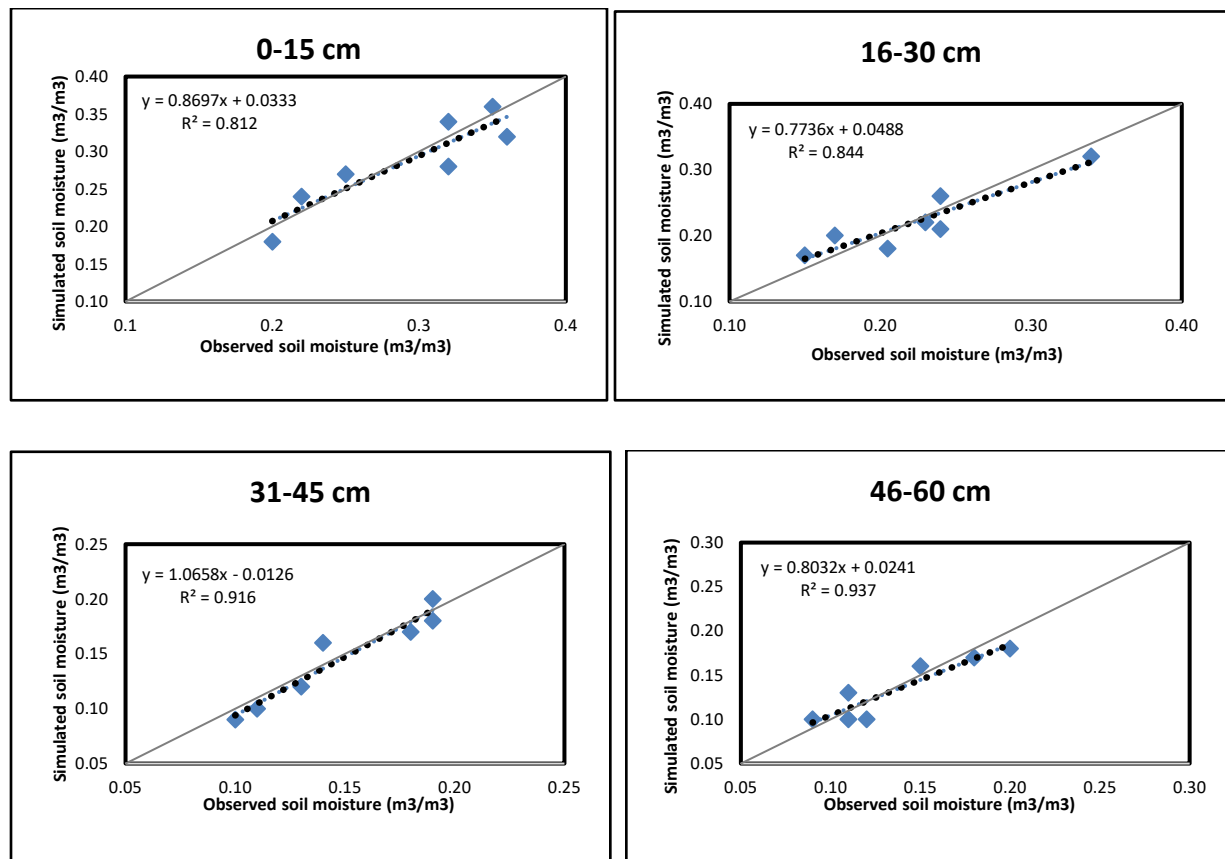 0-15 cm
Simulated soil moisture (m3/m3)
0.40
0.35
0.30
0.25
0.20
0.15
0.10
y = 0.8697x + 0.0333
R² = 0.812
0.1
0.2
0.3
0.4
Observed soil moisture (m3/m3)
16-30 cm
Simulated soil moisture (m3/m3)
0.40
0.30
0.20
0.10
y = 0.7736x + 0.0488
R² = 0.844
0.10
0.20
0.30
0.40
Observed soil moisture (m3/m3)
31-45 cm
Simulated soil moisture (m3/m3)
0.25
0.20
0.15
0.10
0.05
y = 1.0658x - 0.0126
R² = 0.916
0.05
0.10
0.15
0.20
0.25
Observed soil moisture (m3/m3)
46-60 cm
Simulated soil moisture (m3/m3)
0.30
0.25
0.20
0.15
0.10
0.05
y = 0.8032x + 0.0241
R² = 0.937
0.05
0.10
0.15
0.20
0.25
0.30
Observed soil moisture (m3/m3)